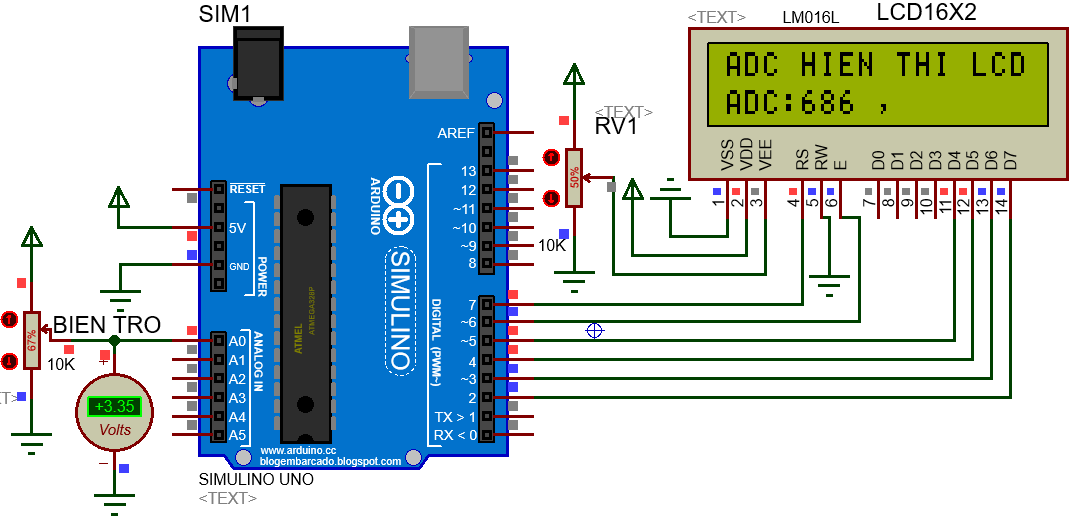 SIM1
<TEXT>
LM016L
LCD16X2
ADC HIEN THI LCD
ADC:686 ,
VSS
VDD
VEE
RS
RW
E
D0
D1
D2
D3
D4
D5
D6
D7
1
2
3
4
5
6
7
8
9
10
11
12
13
14
<TEXT>
RV1
50%
10K
AREF
13
12
~11
~10
~9
8
7
~6
~5
4
~3
2
TX > 1
RX < 0
DIGITAL (PWM~)
ARDUINO
SIMULINO
ATMEL
ATMEGA328P
RESET
5V
GND
POWER
A0
A1
A2
A3
A4
A5
ANALOG IN
BIEN TRO
67%
10K
+3.35
Volts
+
−
www.arduino.cc
blogembarcado.blogspot.com
SIMULINO UNO
<TEXT>
T>